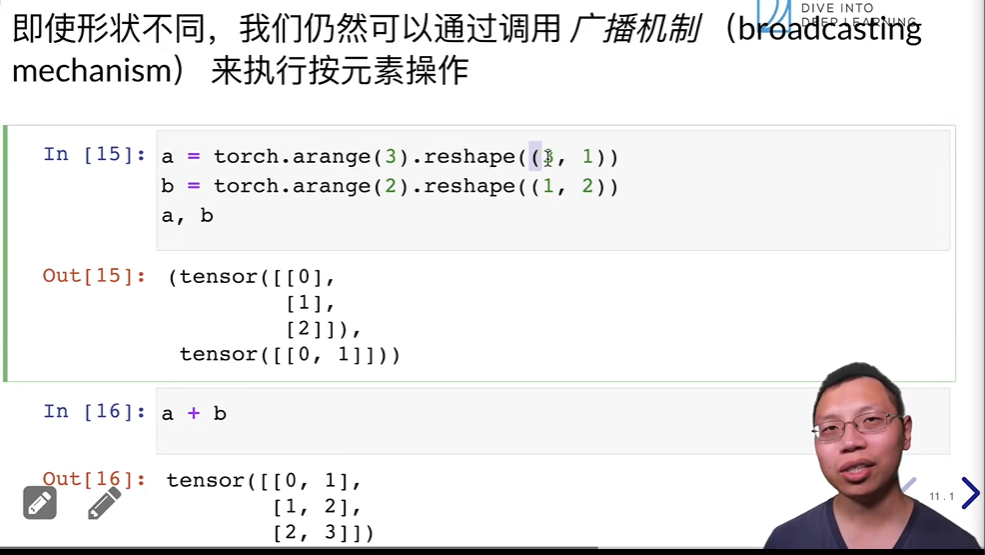 DIVE INTO
DEEP LEARNING
即使形状不同，我们仍然可以通过调用 广播机制 （broadcasting
mechanism） 来执行按元素操作
In [15]: a = torch.arange(3).reshape((3, 1))
b = torch.arange(2).reshape((1, 2))
a, b
Out[15]: (tensor([[0],
[1],
[2]]),
tensor([[0, 1]]))
In [16]: a + b
Out[16]: tensor([[0, 1],
[1, 2],
[2, 3]])
11.1